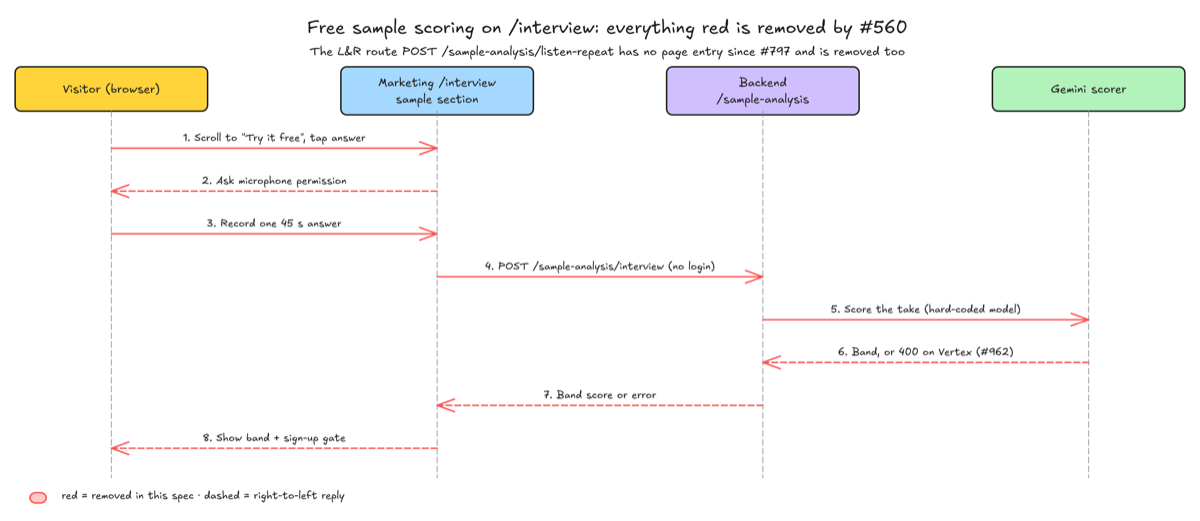 Free sample scoring on /interview: everything red is removed by #560
The L&R route POST /sample-analysis/listen-repeat has no page entry since #797 and is removed too
Visitor (browser)
Marketing /interview
sample section
Backend
/sample-analysis
Gemini scorer
1. Scroll to "Try it free", tap answer
2. Ask microphone permission
3. Record one 45 s answer
4. POST /sample-analysis/interview (no login)
5. Score the take (hard-coded model)
6. Band, or 400 on Vertex (#962)
7. Band score or error
8. Show band + sign-up gate
red = removed in this spec · dashed = right-to-left reply